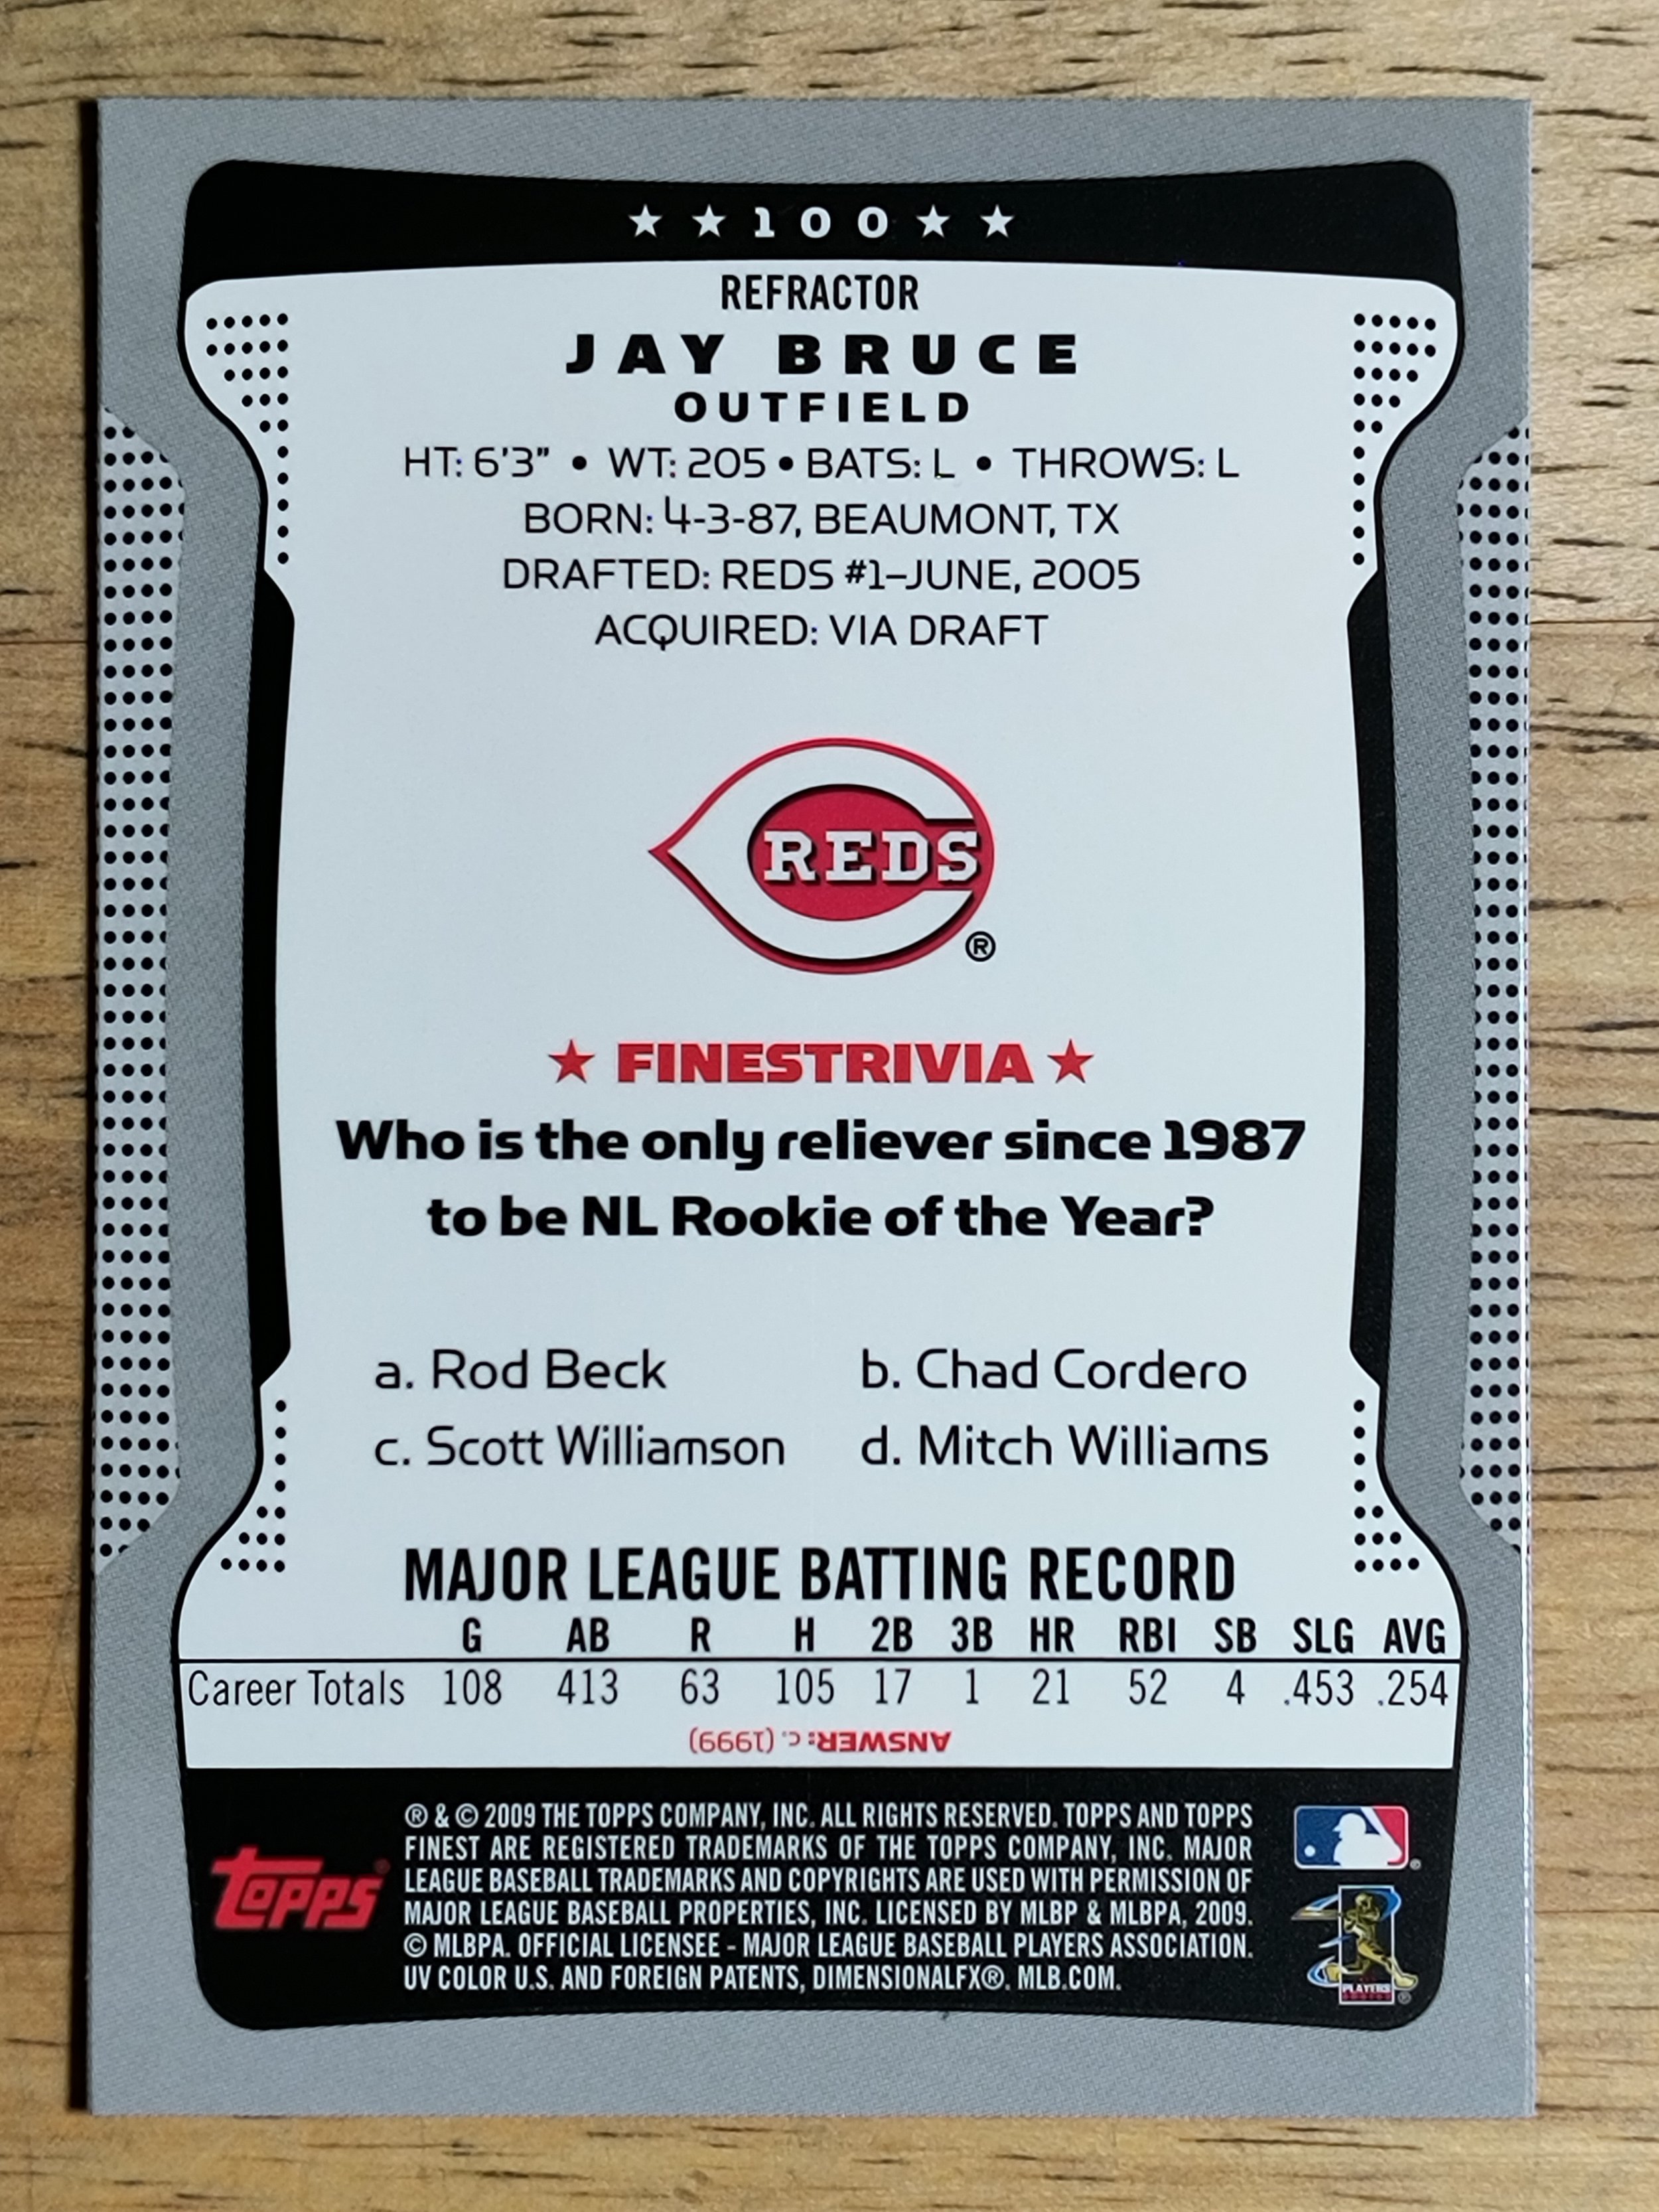 ★ ★ 100 ★ ★
REFRACTOR
JAY BRUCE
OUTFIELD
HT: 6'3" • WT: 205 • BATS: L • THROWS: L
BORN: 4-3-87, BEAUMONT, TX
DRAFTED: REDS #1–JUNE, 2005
ACQUIRED: VIA DRAFT
REDS ®
★ FINESTRIVIA ★
Who is the only reliever since 1987
to be NL Rookie of the Year?
a. Rod Beck b. Chad Cordero
c. Scott Williamson d. Mitch Williams
MAJOR LEAGUE BATTING RECORD
G AB R H 2B 3B HR RBI SB SLG AVG
Career Totals 108 413 63 105 17 1 21 52 4 .453 .254
ANSWER: c. (1999)
® & © 2009 THE TOPPS COMPANY, INC. ALL RIGHTS RESERVED. TOPPS AND TOPPS
FINEST ARE REGISTERED TRADEMARKS OF THE TOPPS COMPANY, INC. MAJOR
LEAGUE BASEBALL TRADEMARKS AND COPYRIGHTS ARE USED WITH PERMISSION OF
MAJOR LEAGUE BASEBALL PROPERTIES, INC. LICENSED BY MLBP & MLBPA, 2009.
© MLBPA. OFFICIAL LICENSEE – MAJOR LEAGUE BASEBALL PLAYERS ASSOCIATION.
UV COLOR U.S. AND FOREIGN PATENTS, DIMENSIONALFX®. MLB.COM.
Topps®
PLAYERS